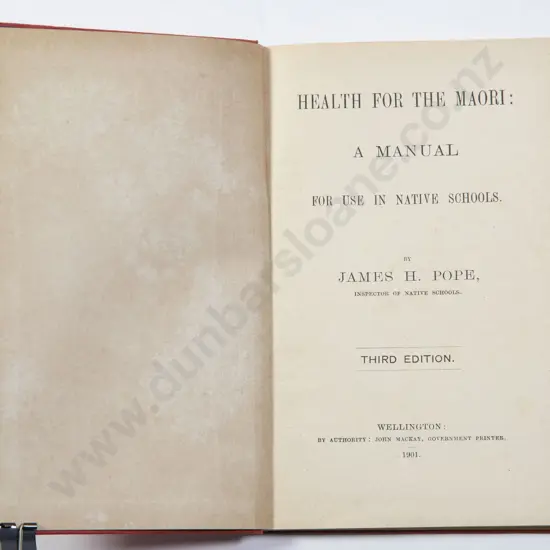 HEALTH FOR THE MAORI:
A MANUAL
FOR USE IN NATIVE SCHOOLS.
BY
JAMES H. POPE,
INSPECTOR OF NATIVE SCHOOLS.
THIRD EDITION.
WELLINGTON:
BY AUTHORITY: JOHN MACKAY, GOVERNMENT PRINTER.
1901.
www.dunbarsloane.co.nz